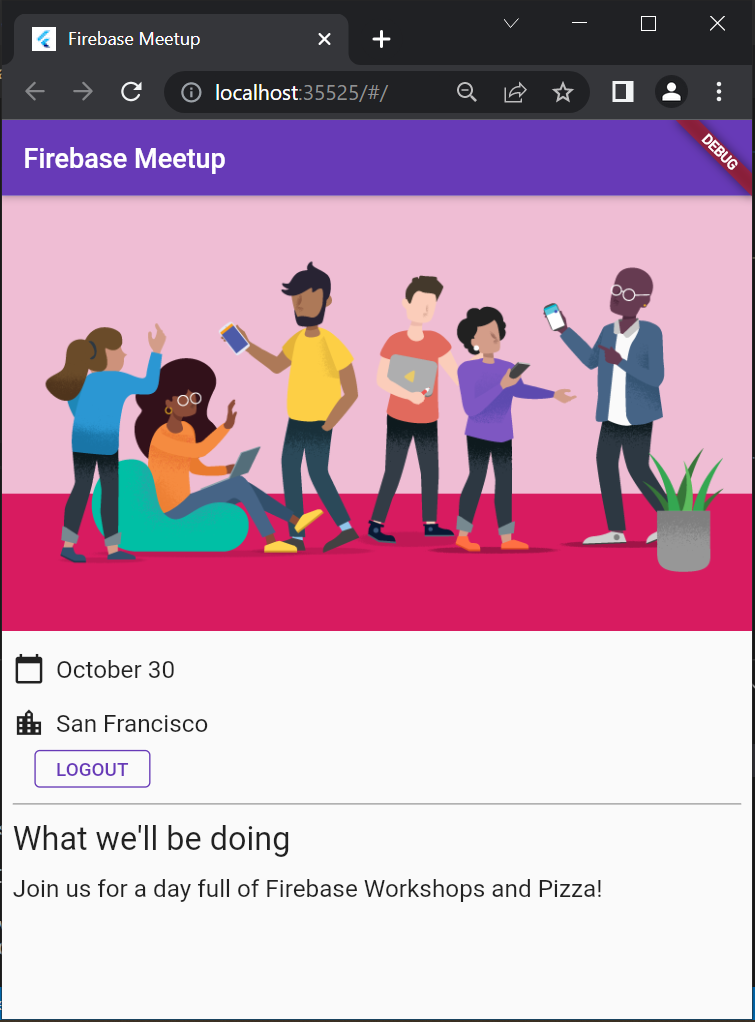 Firebase Meetup
localhost:35525/#/
Firebase Meetup
DEBUG
October 30
San Francisco
LOGOUT
What we'll be doing
Join us for a day full of Firebase Workshops and Pizza!